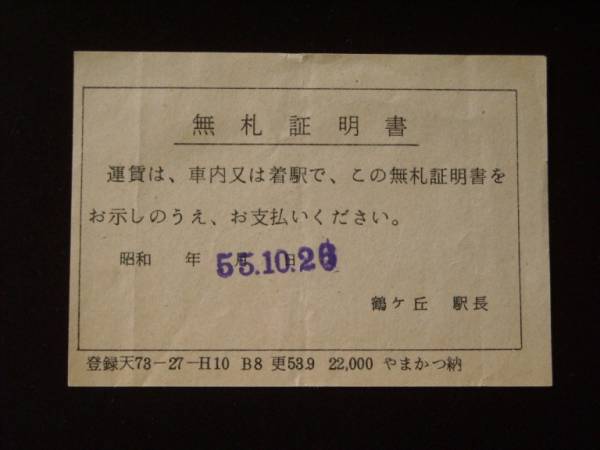 無札証明書
運賃は、車内又は着駅で、この無札証明書を
お示しのうえ、お支払いください。
昭和 年 月 日 55.10.26
鶴ケ丘 駅長
登録天73-27-H10 B8 更53.9 22,000 やまかつ納